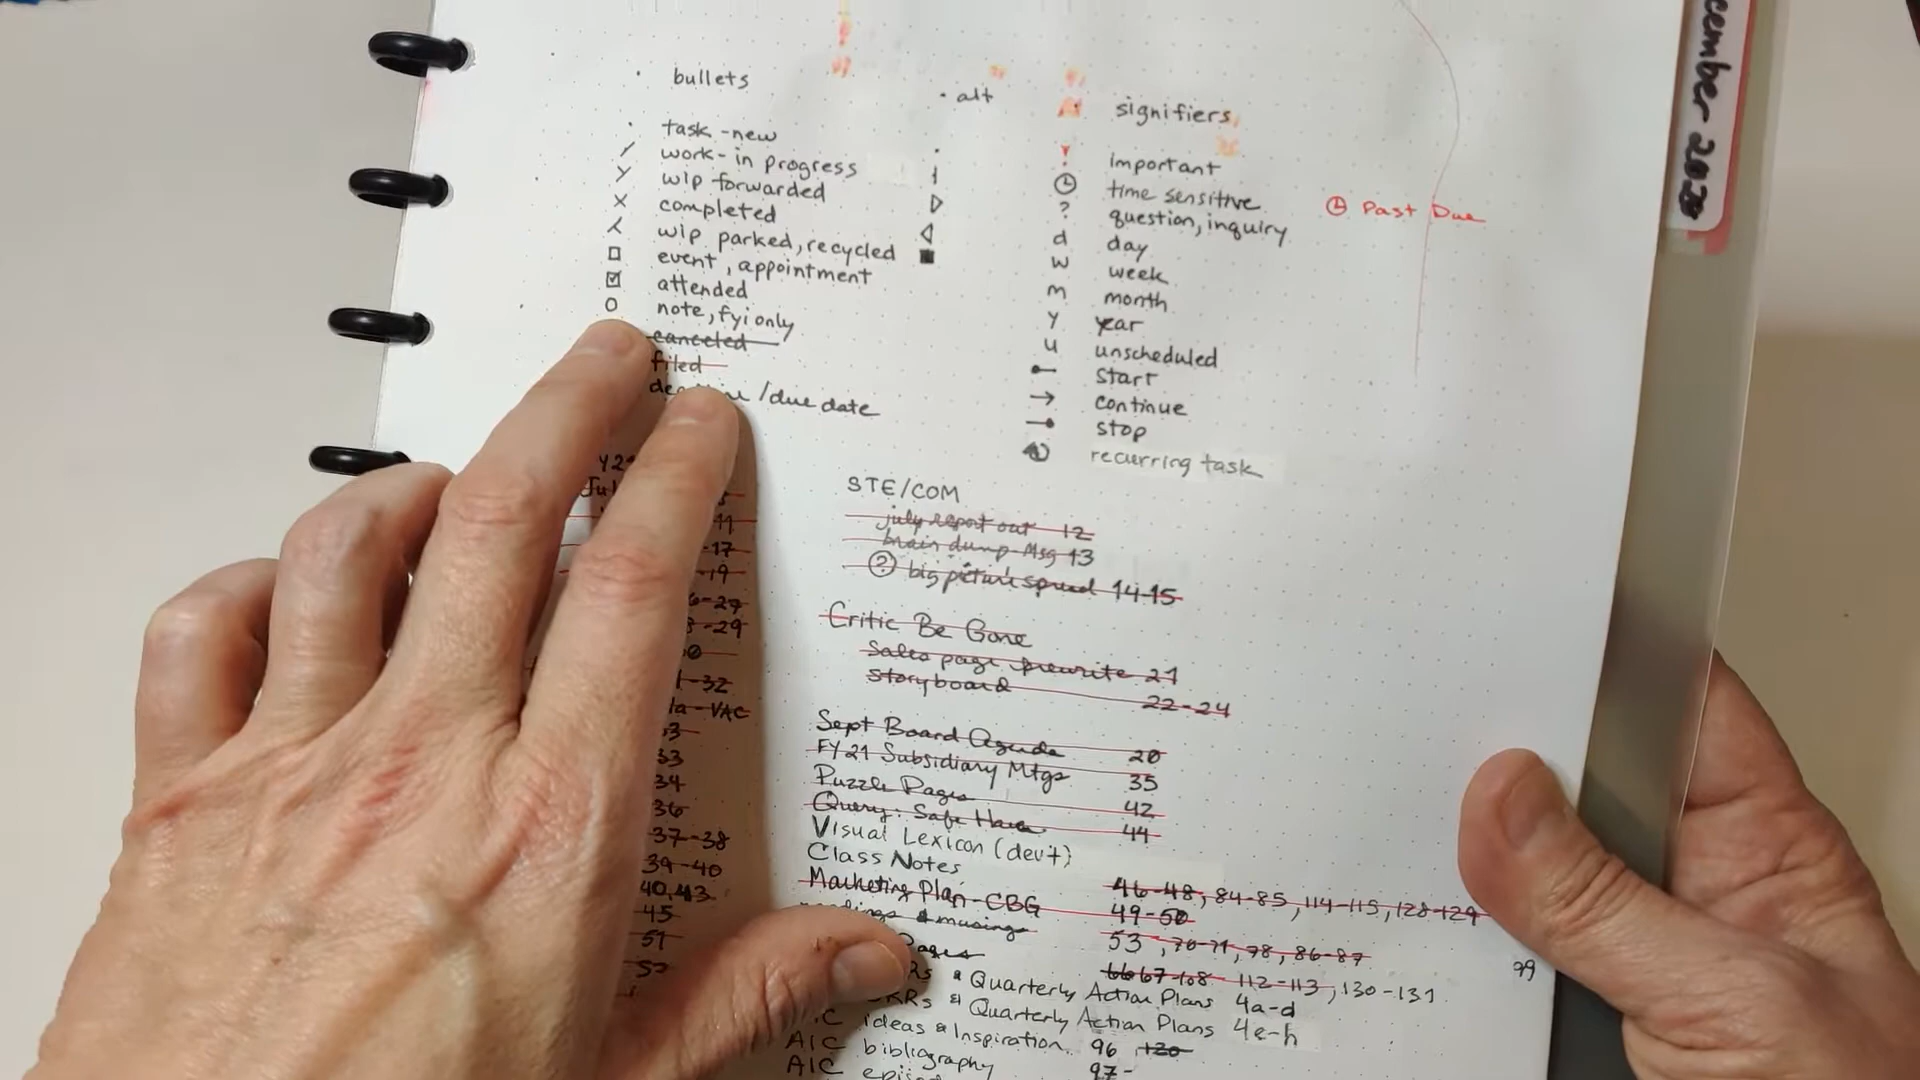 cember 2020
bullets
• task - new
/ work - in progress
wip forwarded
x completed
wip parked, recycled
□ event, appointment
☑ attended
O note, fyi only
canceled
filed
/due date
• alt
signifiers
! important
time sensitive
? question, inquiry
d day
w week
m month
y year
u unscheduled
start
→ continue
stop
recurring task
Past Due
Jul
11
-17
-19
-29
-32
- VAC
33
34
36
37-38
39-40
40, 43
45
51
STE/COM
july report out 12
brain dump - Msg 13
? big picture spread 14-15
Critic Be Gone
Sales page prewrite 21
storyboard 22-24
Sept Board Agenda 20
FY21 Subsidiary Mtgs 35
Puzzle Pages 42
Query: Safe Haven 44
Visual Lexicon (dev't)
Class Notes 46-48, 84-85, 114-115, 128-129
Marketing Plan - CBG 49-50
& musings 53, 70-71, 78, 86-87
Pages 66 67-108 112-113, 130-131
& Quarterly Action Plans 4a-d
KRs & Quarterly Action Plans 4e-h
ideas & Inspiration 96 120
AIC bibliography 97-
AIC
99